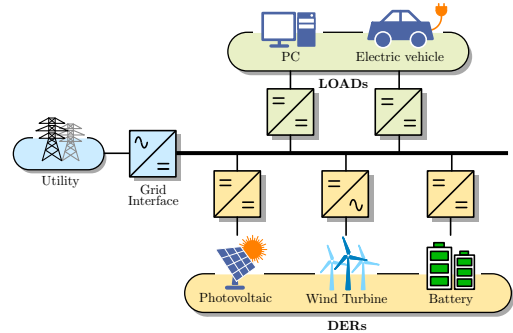 PC
Electric vehicle
LOADs
Utility
Grid
Interface
Photovoltaic
Wind Turbine
Battery
DERs